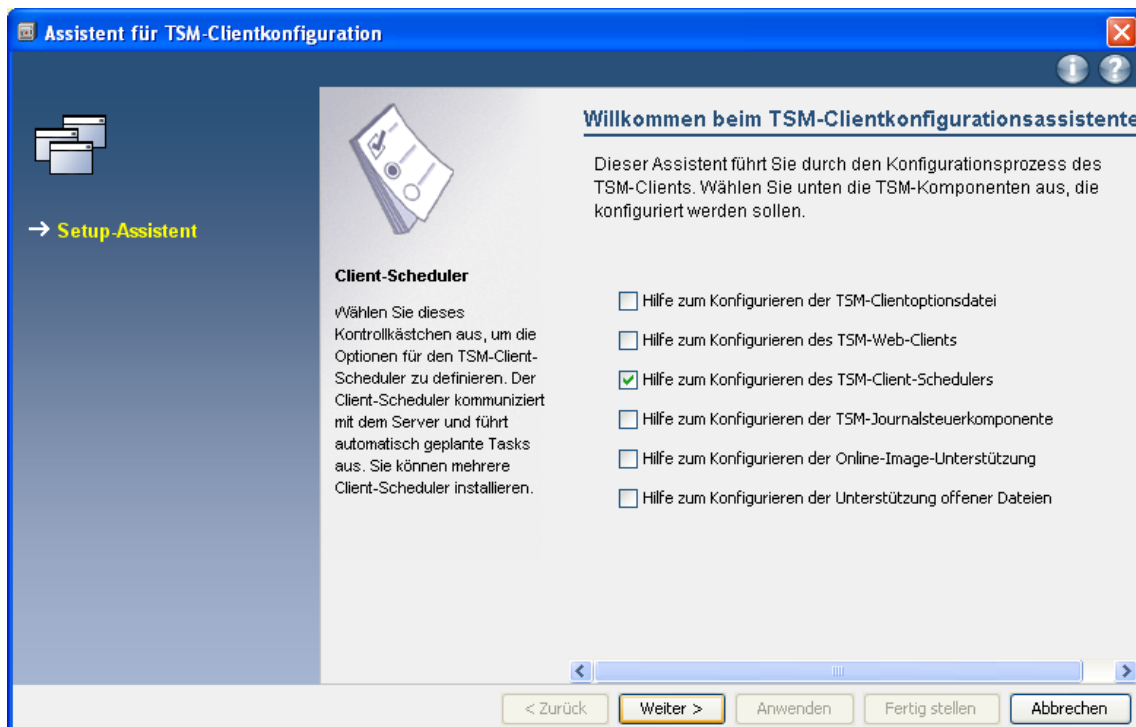 Assistent für TSM-Clientkonfiguration
Setup-Assistent
Client-Scheduler
Wählen Sie dieses
Kontrollkästchen aus, um die
Optionen für den TSM-Client-
Scheduler zu definieren. Der
Client-Scheduler kommuniziert
mit dem Server und führt
automatisch geplante Tasks
aus. Sie können mehrere
Client-Scheduler installieren.
Willkommen beim TSM-Clientkonfigurationsassistente
Dieser Assistent führt Sie durch den Konfigurationsprozess des
TSM-Clients. Wählen Sie unten die TSM-Komponenten aus, die
konfiguriert werden sollen.
Hilfe zum Konfigurieren der TSM-Clientoptionsdatei
Hilfe zum Konfigurieren des TSM-Web-Clients
Hilfe zum Konfigurieren des TSM-Client-Schedulers
Hilfe zum Konfigurieren der TSM-Journalsteuerkomponente
Hilfe zum Konfigurieren der Online-Image-Unterstützung
Hilfe zum Konfigurieren der Unterstützung offener Dateien
< Zurück
Weiter >
Anwenden
Fertig stellen
Abbrechen